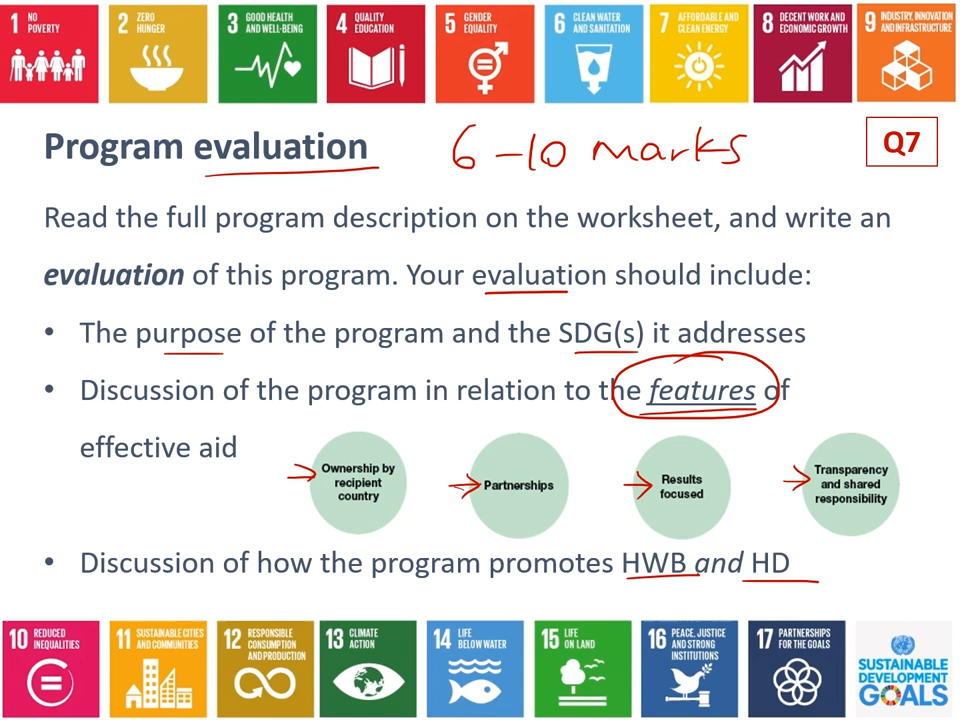 1 NO POVERTY
2 ZERO HUNGER
3 GOOD HEALTH AND WELL-BEING
4 QUALITY EDUCATION
5 GENDER EQUALITY
6 CLEAN WATER AND SANITATION
7 AFFORDABLE AND CLEAN ENERGY
8 DECENT WORK AND ECONOMIC GROWTH
9 INDUSTRY, INNOVATION AND INFRASTRUCTURE
Program evaluation 6-10 marks Q7
Read the full program description on the worksheet, and write an
evaluation of this program. Your evaluation should include:
• The purpose of the program and the SDG(s) it addresses
• Discussion of the program in relation to the features of
effective aid
Ownership by
recipient
country
Partnerships
Results
focused
Transparency
and shared
responsibility
• Discussion of how the program promotes HWB and HD
10 REDUCED INEQUALITIES
11 SUSTAINABLE CITIES AND COMMUNITIES
12 RESPONSIBLE CONSUMPTION AND PRODUCTION
13 CLIMATE ACTION
14 LIFE BELOW WATER
15 LIFE ON LAND
16 PEACE, JUSTICE AND STRONG INSTITUTIONS
17 PARTNERSHIPS FOR THE GOALS
SUSTAINABLE
DEVELOPMENT
GOALS